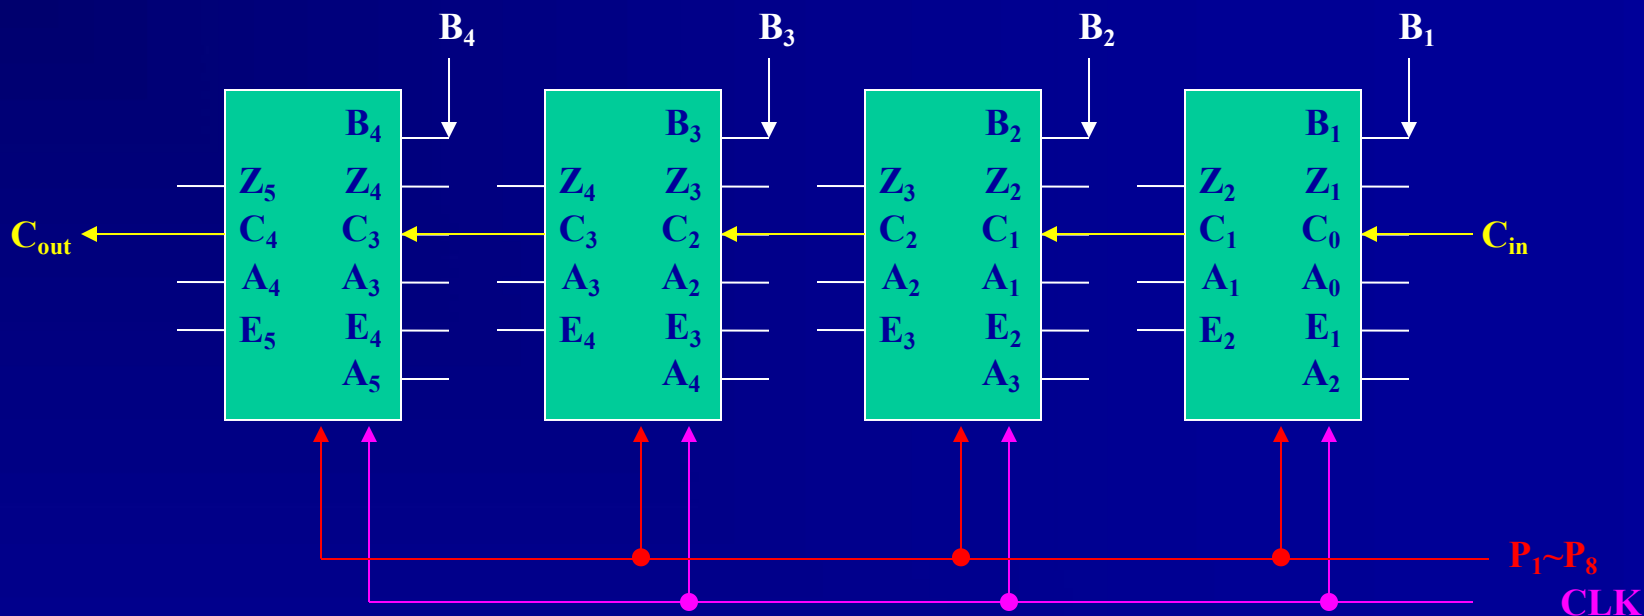 B₄ B₃ B₂ B₁
B₄ B₃ B₂ B₁
Z₅ Z₄ Z₄ Z₃ Z₃ Z₂ Z₂ Z₁
C_out C₄ C₃ C₃ C₂ C₂ C₁ C₁ C₀ C_in
A₄ A₃ A₃ A₂ A₂ A₁ A₁ A₀
E₅ E₄ E₄ E₃ E₃ E₂ E₂ E₁
A₅ A₄ A₃ A₂
P₁~P₈
CLK